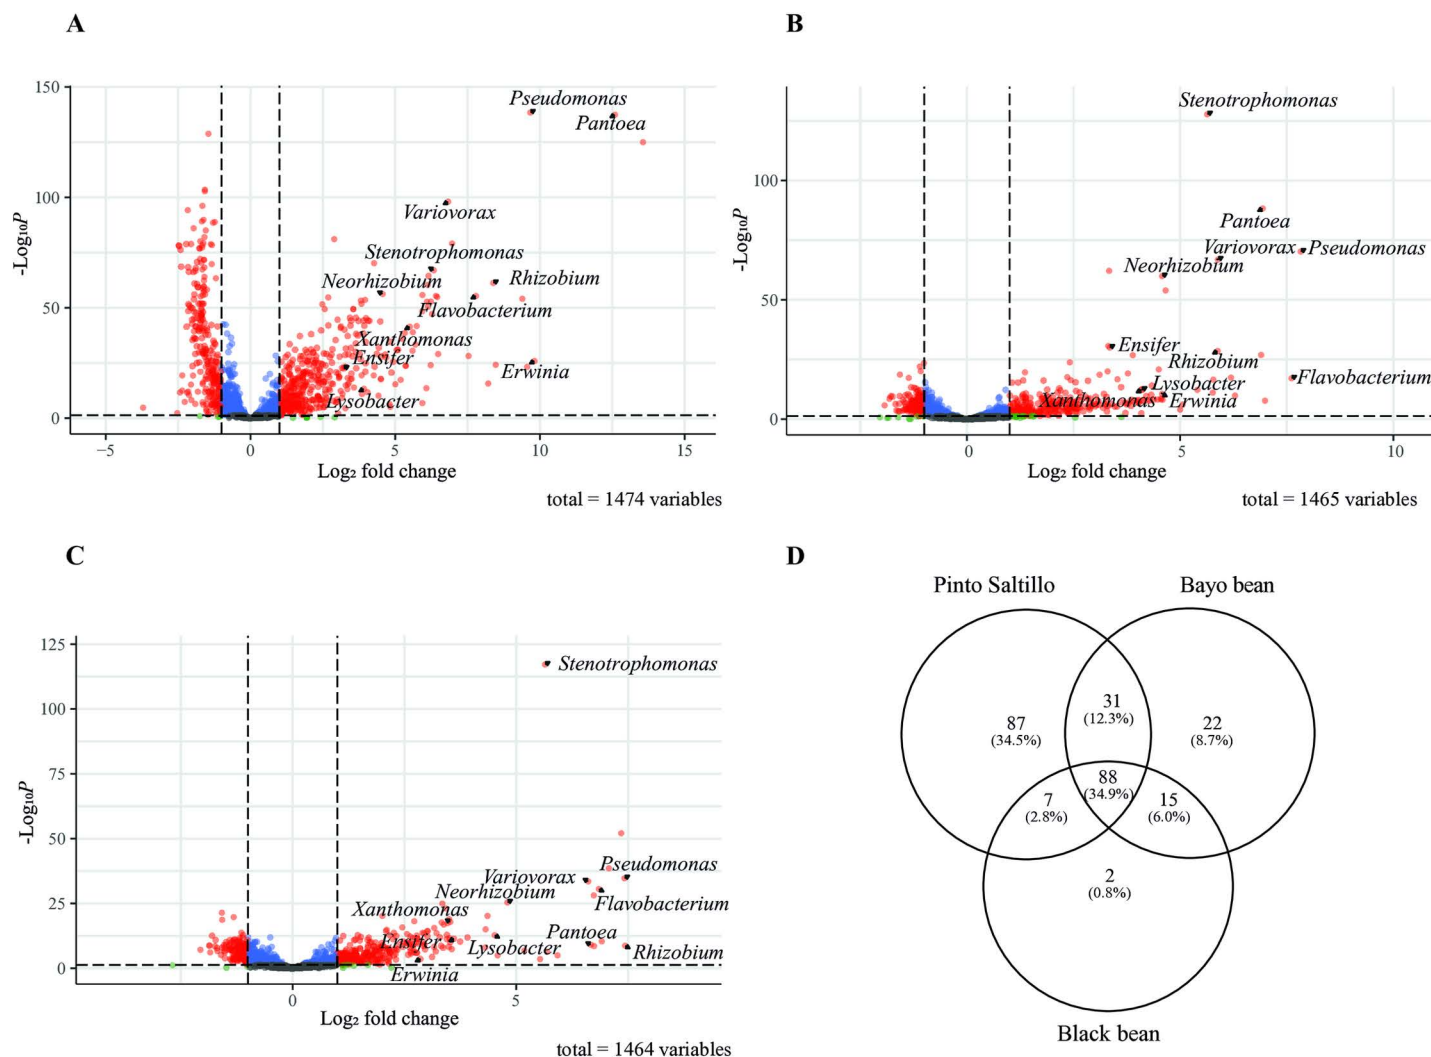 A
150
100
50
0
-Log₁₀P
−5
0
5
10
15
Log₂ fold change
total = 1474 variables
Pseudomonas
Pantoea
Variovorax
Stenotrophomonas
Neorhizobium
Rhizobium
Flavobacterium
Xanthomonas
Ensifer
Erwinia
Lysobacter
B
100
50
0
-Log₁₀P
0
5
10
Log₂ fold change
total = 1465 variables
Stenotrophomonas
Pantoea
Variovorax
Pseudomonas
Neorhizobium
Ensifer
Rhizobium
Flavobacterium
Lysobacter
Xanthomonas
Erwinia
C
125
100
75
50
25
0
-Log₁₀P
0
5
Log₂ fold change
total = 1464 variables
Stenotrophomonas
Pseudomonas
Variovorax
Neorhizobium
Flavobacterium
Xanthomonas
Pantoea
Ensifer
Lysobacter
Rhizobium
Erwinia
D
Pinto Saltillo
Bayo bean
31
(12.3%)
87
(34.5%)
22
(8.7%)
88
(34.9%)
7
(2.8%)
15
(6.0%)
2
(0.8%)
Black bean